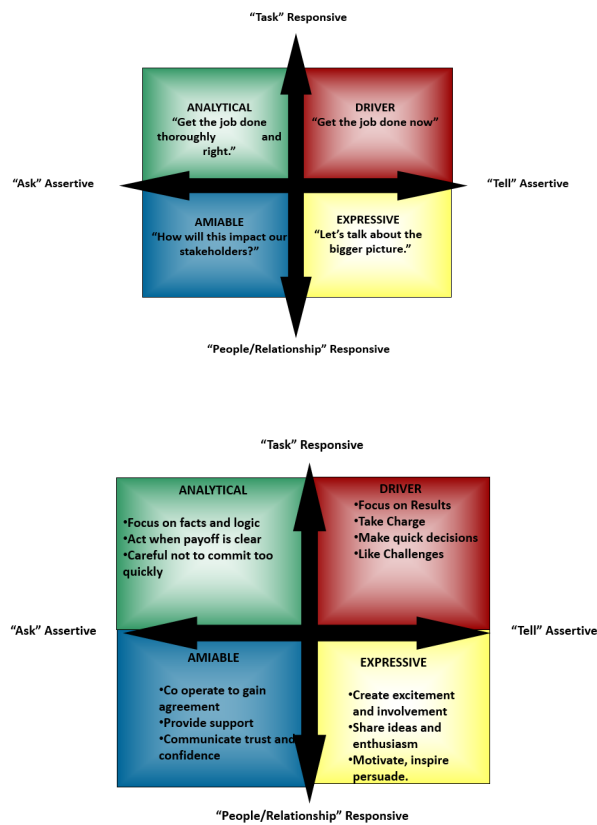 “Task” Responsive
ANALYTICAL
“Get the job done
thoroughly and
right.”
DRIVER
“Get the job done now”
“Ask” Assertive
“Tell” Assertive
AMIABLE
“How will this impact our
stakeholders?”
EXPRESSIVE
“Let’s talk about the
bigger picture.”
“People/Relationship” Responsive
“Task” Responsive
ANALYTICAL
•Focus on facts and logic
•Act when payoff is clear
•Careful not to commit too
quickly
DRIVER
•Focus on Results
•Take Charge
•Make quick decisions
•Like Challenges
“Ask” Assertive
“Tell” Assertive
AMIABLE
•Co operate to gain
agreement
•Provide support
•Communicate trust and
confidence
EXPRESSIVE
•Create excitement
and involvement
•Share ideas and
enthusiasm
•Motivate, inspire
persuade.
“People/Relationship” Responsive